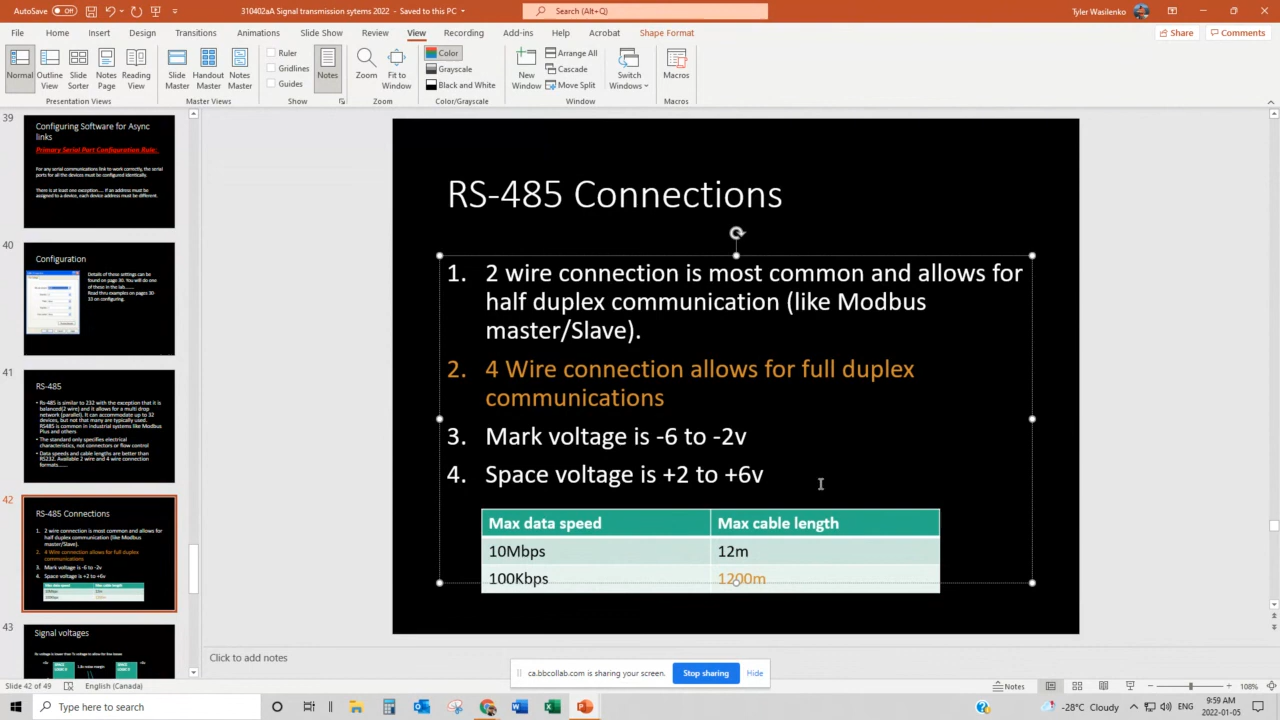 AutoSave Off 310402aA Signal transmission sytems 2022 - Saved to this PC Search (Alt+Q) Tyler Wasilenko
File Home Insert Design Transitions Animations Slide Show Review View Recording Add-ins Help Acrobat Shape Format Share Comments
Normal Outline View Slide Sorter Notes Page Reading View
Presentation Views
Slide Master Handout Master Notes Master
Master Views
Ruler
Gridlines
Guides
Notes
Show
Zoom Fit to Window
Zoom
Color
Grayscale
Black and White
Color/Grayscale
New Window
Arrange All
Cascade
Move Split
Switch Windows
Window
Macros
Macros
39
Configuring Software for Async
links
Primary Serial Port Configuration Rule:
For any serial communications link to work correctly, the serial
ports for all the devices must be configured identically.
There is at least one exception..... If an address must be
assigned to a device, each device address must be different.
40
Configuration
Details of these settings can be
found on page 30. You will do one
of these in the lab.......
Read thru examples on pages 30-
33 on configuring.
41
RS-485
• Rs-485 is similar to 232 with the exception that it is
balanced(2 wire) and it allows for a multi drop
network (parallel). It can accommodate up to 32
devices, but not that many are typically used.
RS485 is common in industrial systems like Modbus
Plus and others
• The standard only specifies electrical
characteristics, not connectors or flow control
• Data speeds and cable lengths are better than
RS232. Available 2 wire and 4 wire connection
formats.......
42
RS-485 Connections
1. 2 wire connection is most common and allows for
half duplex communication (like Modbus
master/Slave).
2. 4 Wire connection allows for full duplex
communications
3. Mark voltage is -6 to -2v
4. Space voltage is +2 to +6v
Max data speed Max cable length
10Mbps 12m
100Kbps 1200m
43
Signal voltages
RS-485 Connections
1. 2 wire connection is most common and allows for
half duplex communication (like Modbus
master/Slave).
2. 4 Wire connection allows for full duplex
communications
3. Mark voltage is -6 to -2v
4. Space voltage is +2 to +6v
Max data speed Max cable length
10Mbps 12m
100Kbps 1200m
Click to add notes
ca.bbcollab.com is sharing your screen. Stop sharing Hide
Slide 42 of 49 English (Canada) Notes 108%
Type here to search
-28°C Cloudy
9:59 AM
2022-01-05